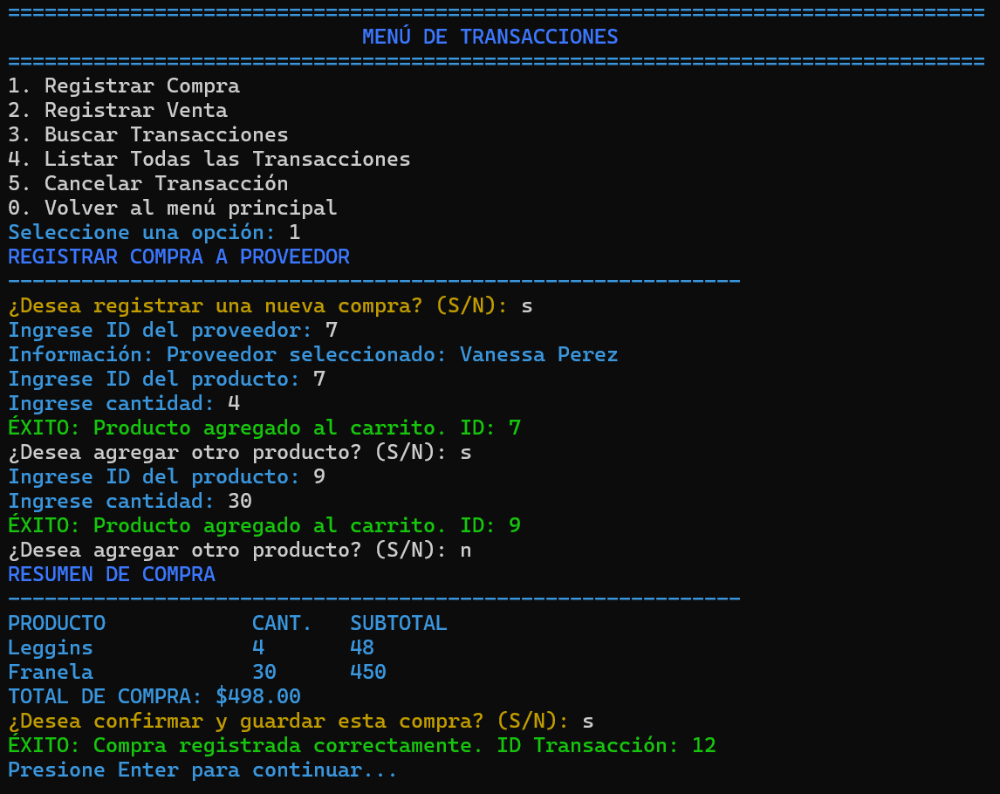 ================================================================================
MENÚ DE TRANSACCIONES
================================================================================
1. Registrar Compra
2. Registrar Venta
3. Buscar Transacciones
4. Listar Todas las Transacciones
5. Cancelar Transacción
0. Volver al menú principal
Seleccione una opción: 1
REGISTRAR COMPRA A PROVEEDOR
------------------------------------------------------------
¿Desea registrar una nueva compra? (S/N): s
Ingrese ID del proveedor: 7
Información: Proveedor seleccionado: Vanessa Perez
Ingrese ID del producto: 7
Ingrese cantidad: 4
ÉXITO: Producto agregado al carrito. ID: 7
¿Desea agregar otro producto? (S/N): s
Ingrese ID del producto: 9
Ingrese cantidad: 30
ÉXITO: Producto agregado al carrito. ID: 9
¿Desea agregar otro producto? (S/N): n
RESUMEN DE COMPRA
------------------------------------------------------------
PRODUCTO            CANT.   SUBTOTAL
Leggins             4       48
Franela             30      450
TOTAL DE COMPRA: $498.00
¿Desea confirmar y guardar esta compra? (S/N): s
ÉXITO: Compra registrada correctamente. ID Transacción: 12
Presione Enter para continuar...